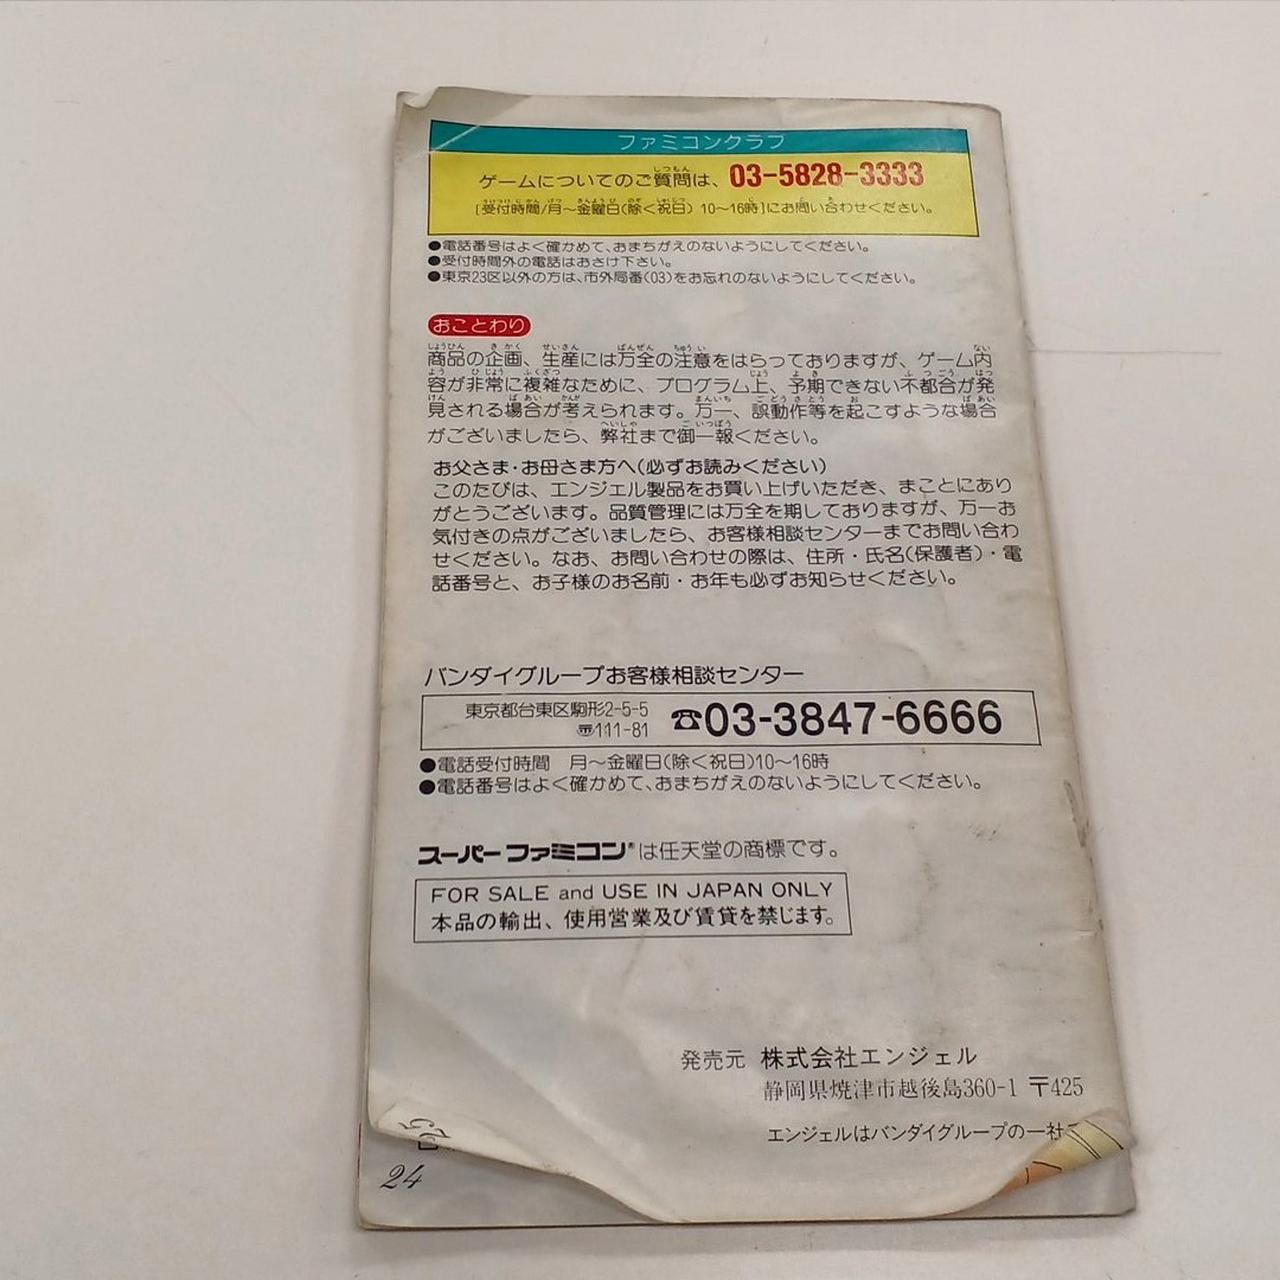 ファミコンクラブ
ゲームについてのご質問は、03-5828-3333
[受付時間/月〜金曜日(除く祝日) 10〜16時]にお問い合わせください。
●電話番号はよく確かめて、おまちがえのないようにしてください。
●受付時間外の電話はおさけ下さい。
●東京23区以外の方は、市外局番(03)をお忘れのないようにしてください。
おことわり
商品の企画、生産には万全の注意をはらっておりますが、ゲーム内
容が非常に複雑なために、プログラム上、予期できない不都合が発
見される場合が考えられます。万一、誤動作等を起こすような場合
がございましたら、弊社まで御一報ください。
お父さま・お母さま方へ(必ずお読みください)
このたびは、エンジェル製品をお買い上げいただき、まことにあり
がとうございます。品質管理には万全を期しておりますが、万一お
気付きの点がございましたら、お客様相談センターまでお問い合わ
せください。なお、お問い合わせの際は、住所・氏名(保護者)・電
話番号と、お子様のお名前・お年も必ずお知らせください。
バンダイグループお客様相談センター
東京都台東区駒形2-5-5 ☎03-3847-6666
〠111-81
●電話受付時間 月〜金曜日(除く祝日)10〜16時
●電話番号はよく確かめて、おまちがえのないようにしてください。
スーパーファミコン®は任天堂の商標です。
FOR SALE and USE IN JAPAN ONLY
本品の輸出、使用営業及び賃貸を禁じます。
発売元 株式会社エンジェル
静岡県焼津市越後島360-1 〒425
エンジェルはバンダイグループの一社
24